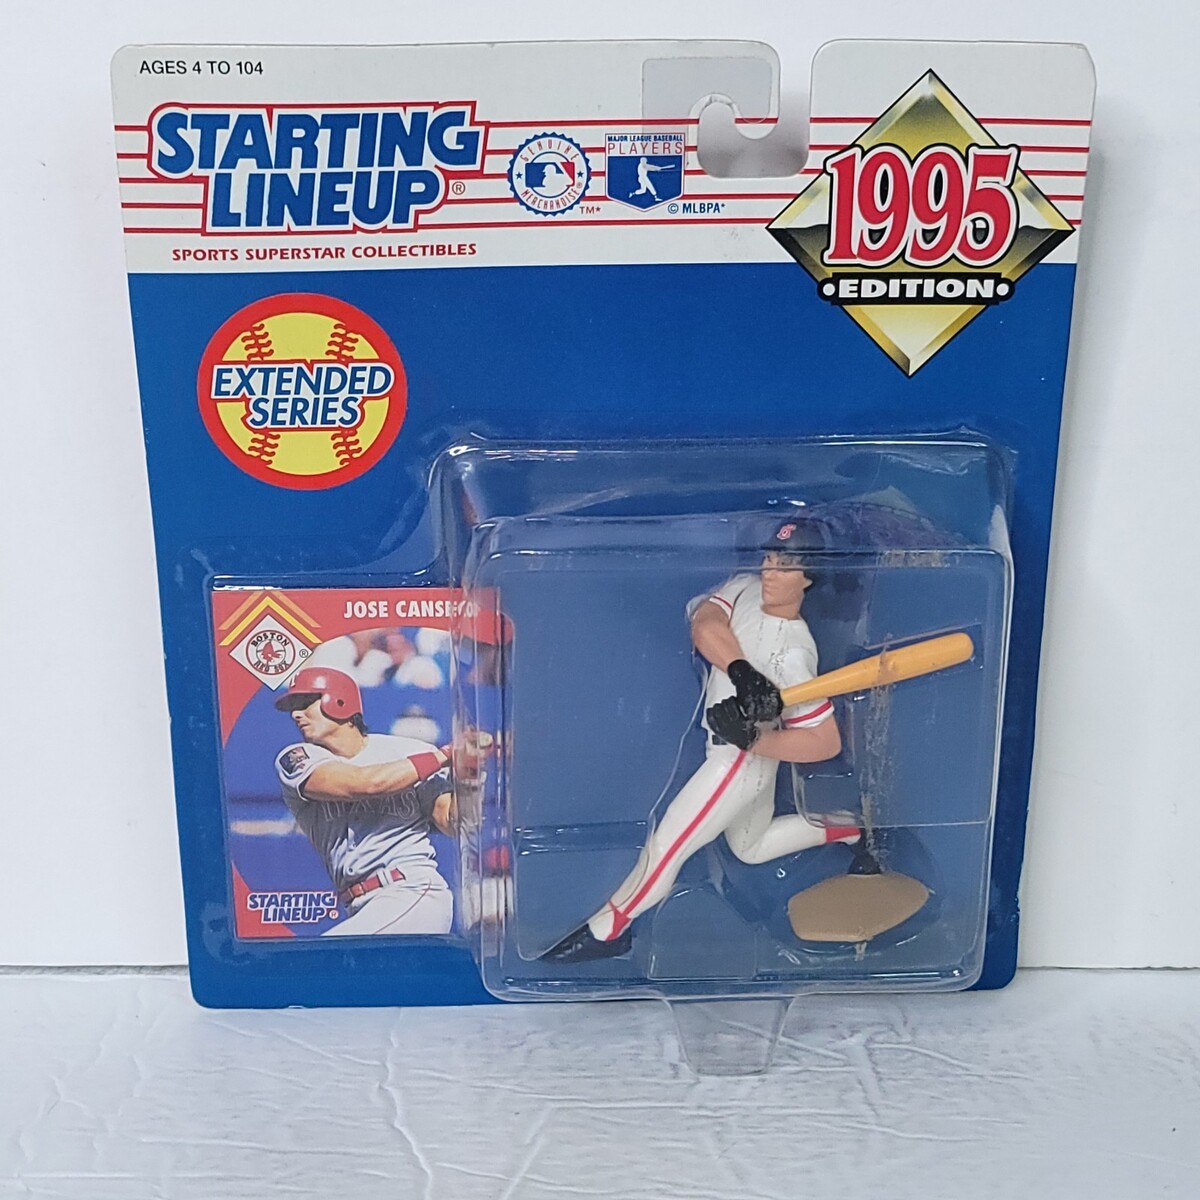 AGES 4 TO 104
STARTING
LINEUP®
SPORTS SUPERSTAR COLLECTIBLES
GENUINE
MERCHANDISE
TM*
MAJOR LEAGUE BASEBALL
PLAYERS
© MLBPA*
1995
•EDITION•
EXTENDED
SERIES
JOSE CANSECO
BOSTON
RED SOX
®
TEXAS
STARTING
LINEUP®
B